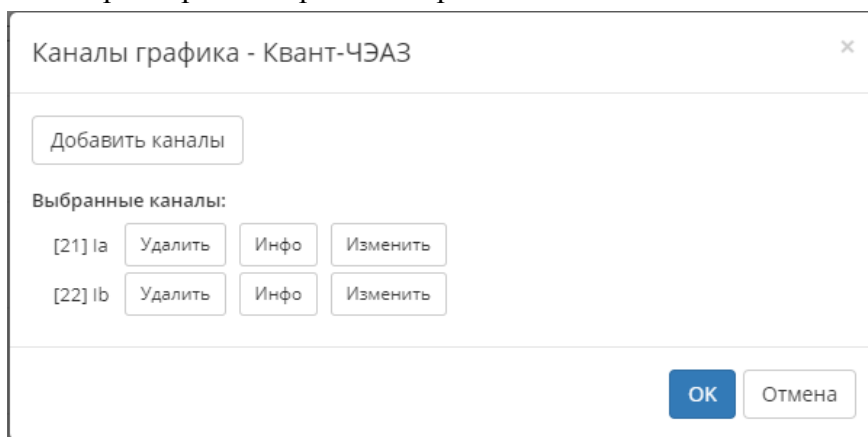 Каналы графика - Квант-ЧЭАЗ ×
Добавить каналы
Выбранные каналы:
[21] Ia Удалить Инфо Изменить
[22] Ib Удалить Инфо Изменить
ОК Отмена